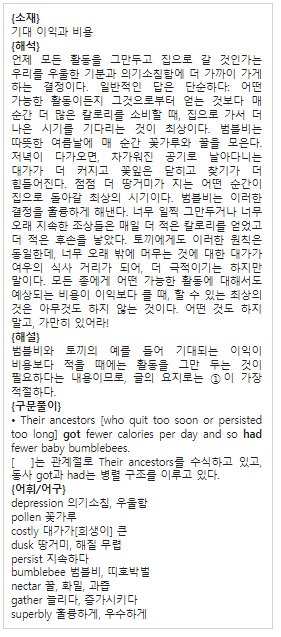 {소재}
기대 이익과 비용
{해석}
언제 모든 활동을 그만두고 집으로 갈 것인가는
우리를 우울한 기분과 의기소침함에 더 가까이 가게
하는 결정이다. 일반적인 답은 단순하다: 어떤
가능한 활동이든지 그것으로부터 얻는 것보다 매
순간 더 많은 칼로리를 소비할 때, 집으로 가서 더
나은 시기를 기다리는 것이 최상이다. 범블비는
따뜻한 여름날에 매 순간 꽃가루와 꿀을 모은다.
저녁이 다가오면, 차가워진 공기로 날아다니는
대가가 더 커지고 꽃잎은 닫히고 찾기가 더
힘들어진다. 점점 더 땅거미가 지는 어떤 순간이
집으로 돌아갈 최상의 시기이다. 범블비는 이러한
결정을 훌륭하게 해낸다. 너무 일찍 그만두거나 너무
오래 지속한 조상들은 매일 더 적은 칼로리를 얻었고
더 적은 후손을 낳았다. 토끼에게도 이러한 원칙은
동일한데, 너무 오래 밖에 머무는 것에 대한 대가가
여우의 식사 거리가 되어, 더 극적이기는 하지만
말이다. 모든 종에게 어떤 가능한 활동에 대해서도
예상되는 비용이 이익보다 클 때, 할 수 있는 최상의
것은 아무것도 하지 않는 것이다. 어떤 것도 하지
말고, 가만히 있어라!
{해설}
범블비와 토끼의 예를 들어 기대되는 이익이
비용보다 적을 때에는 활동을 그만 두는 것이
필요하다는 내용이므로, 글의 요지로는 ①이 가장
적절하다.
{구문풀이}
• Their ancestors [who quit too soon or persisted
too long] got fewer calories per day and so had
fewer baby bumblebees.
[ ]는 관계절로 Their ancestors를 수식하고 있고,
동사 got과 had는 병렬 구조를 이루고 있다.
{어휘/어구}
depression 의기소침, 우울함
pollen 꽃가루
costly 대가가[희생이] 큰
dusk 땅거미, 해질 무렵
persist 지속하다
bumblebee 범블비, 띠호박벌
nectar 꿀, 화밀, 과즙
gather 늘리다, 증가시키다
superbly 훌륭하게, 우수하게